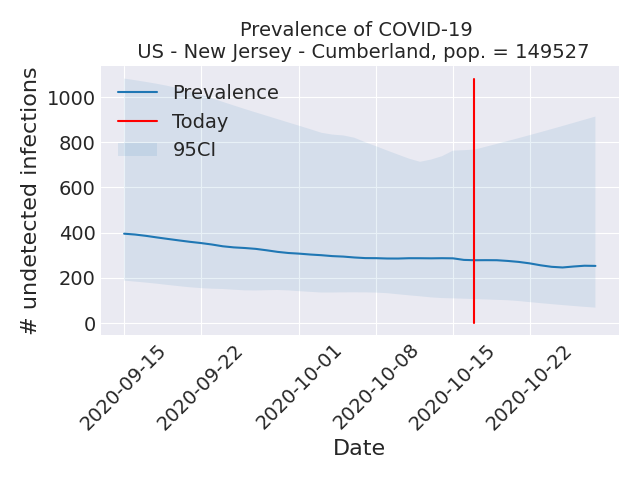 Prevalence of COVID-19
US - New Jersey - Cumberland, pop. = 149527
# undetected infections
1000
800
600
400
200
0
Prevalence
Today
95CI
2020-09-15
2020-09-22
2020-10-01
2020-10-08
2020-10-15
2020-10-22
Date